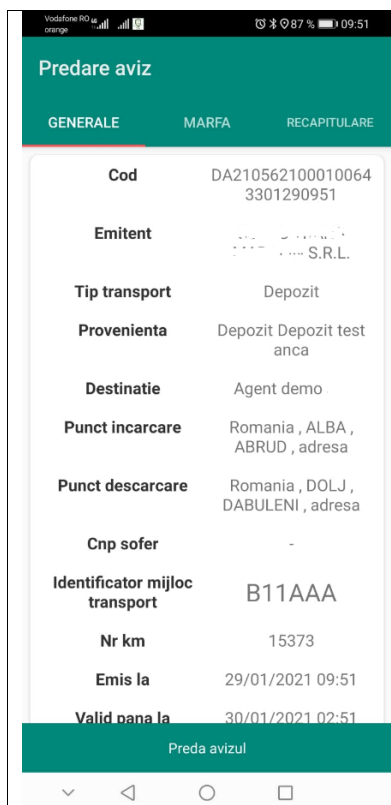 Vodafone RO
orange
87 % 09:51
Predare aviz
GENERALE MARFA RECAPITULARE
Cod DA210562100010064
3301290951
Emitent
S.R.L.
Tip transport Depozit
Provenienta Depozit Depozit test
anca
Destinatie Agent demo
Punct incarcare Romania , ALBA ,
ABRUD , adresa
Punct descarcare Romania , DOLJ ,
DABULENI , adresa
Cnp sofer -
Identificator mijloc
transport B11AAA
Nr km 15373
Emis la 29/01/2021 09:51
Valid pana la 30/01/2021 02:51
Preda avizul